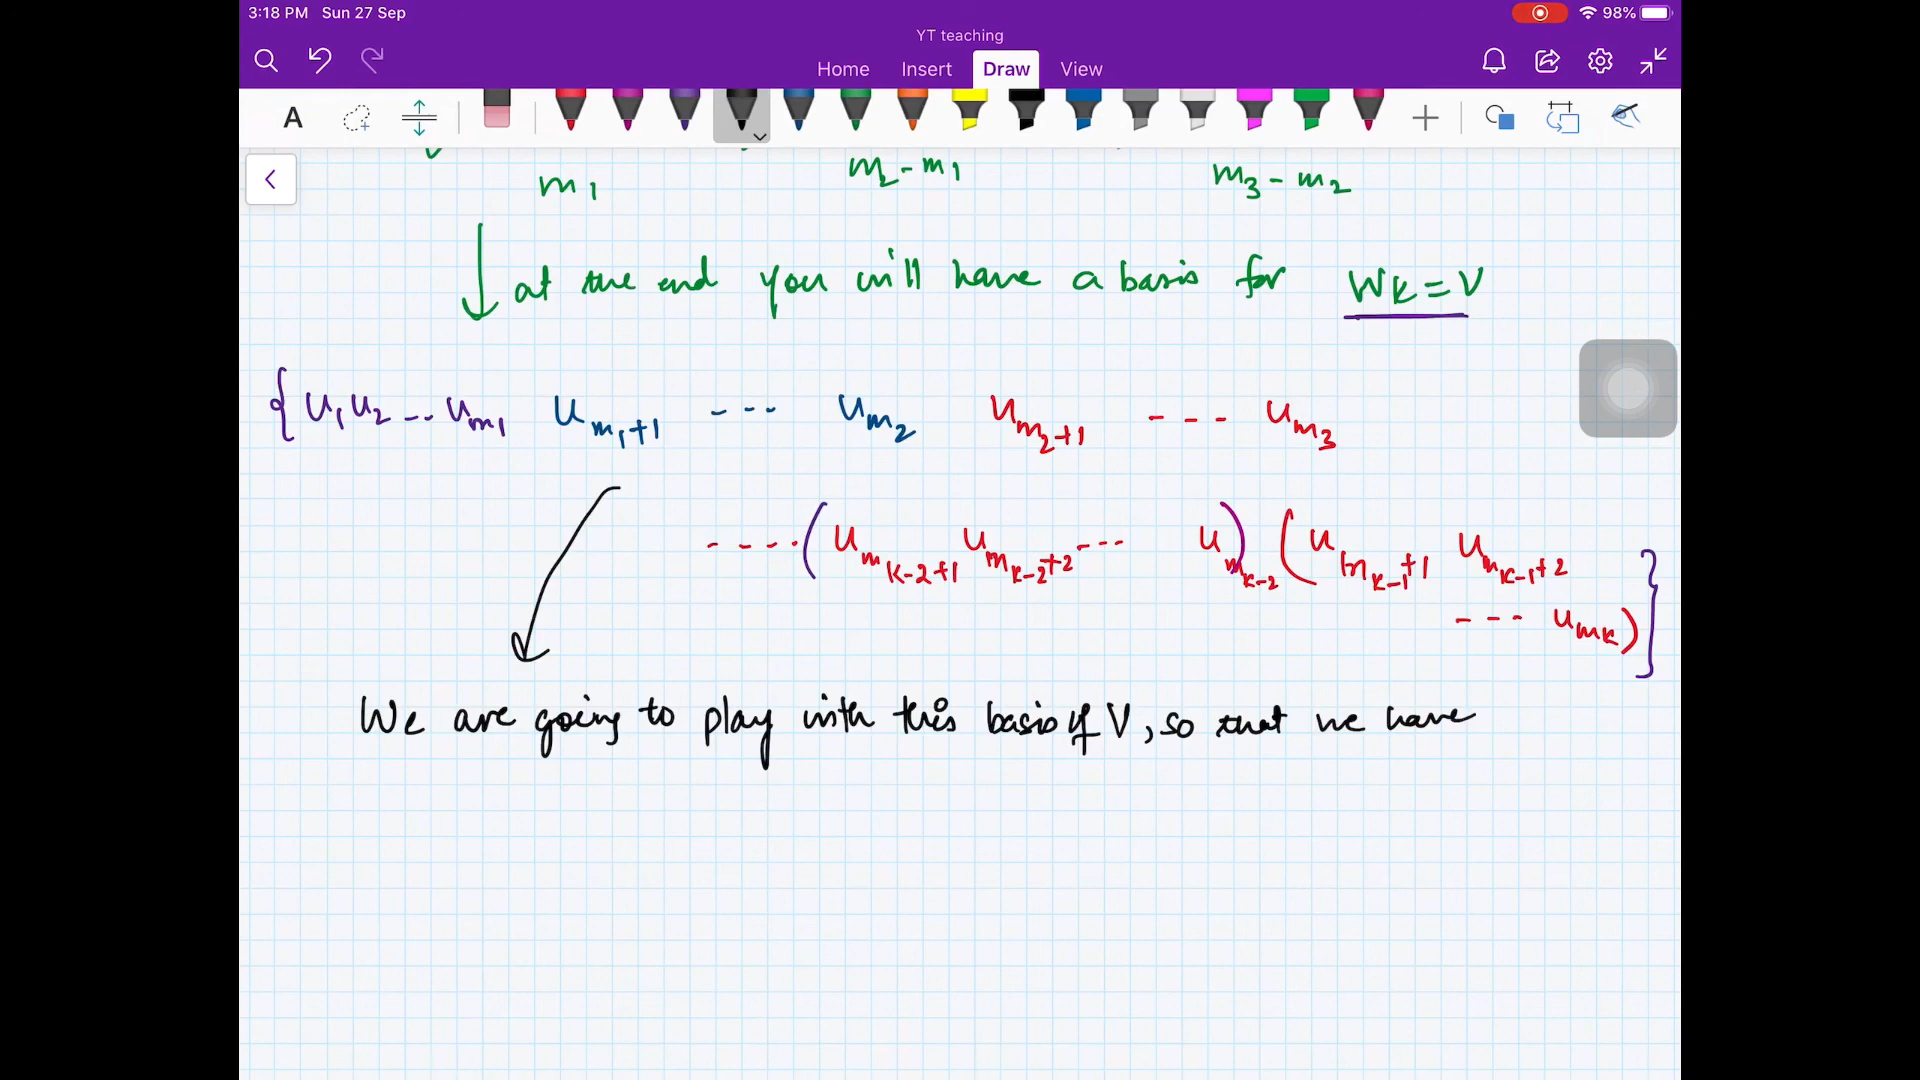 3:18 PM Sun 27 Sep 98%
YT teaching
Home Insert Draw View
A
m₁ m₂-m₁ m₃-m₂
at the end you will have a basis for W_K = V
{ u₁ u₂ ... u_{m₁} u_{m₁+1} --- u_{m₂} u_{m₂+1} ---- u_{m₃}
---- ( u_{m_{K-2}+1} u_{m_{K-2}+2} --- u_{m_{K-2}} ) ( u_{m_{K-1}+1} u_{m_{K-1}+2}
--- u_{m_K} ) }
We are going to play with this basis of V, so that we have